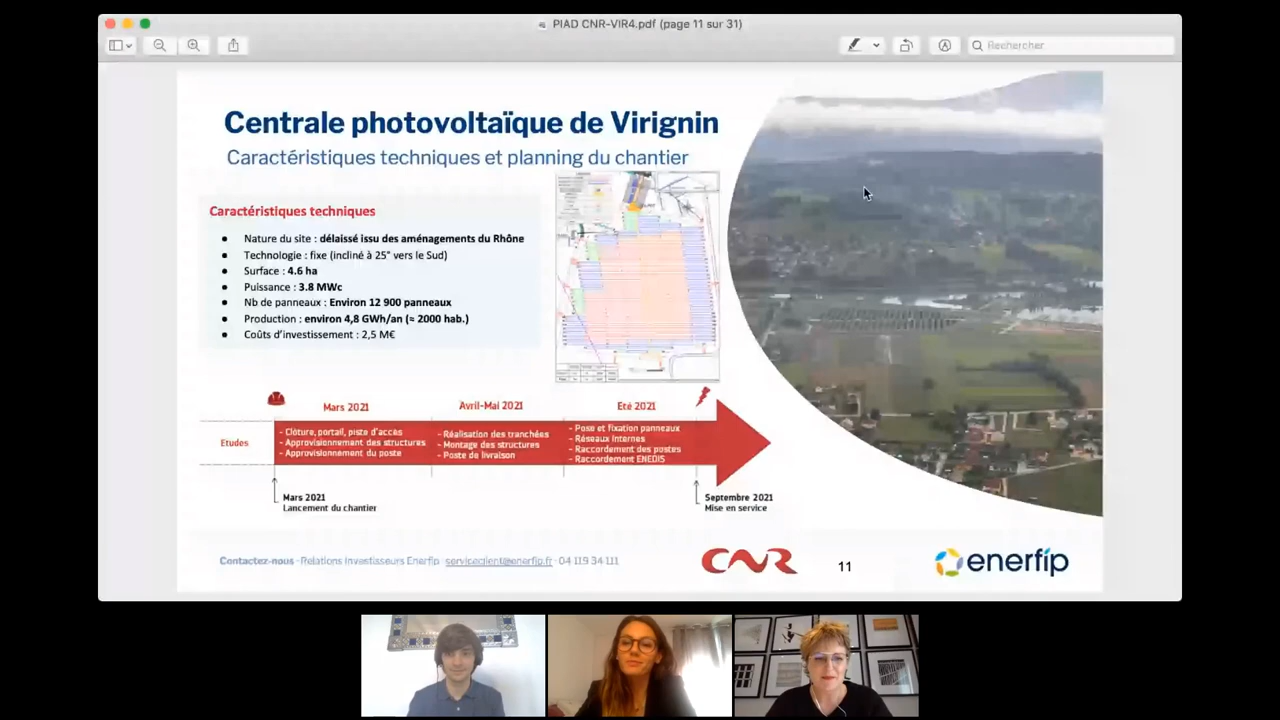 PIAD CNR-VIR4.pdf (page 11 sur 31)
Rechercher
Centrale photovoltaïque de Virignin
Caractéristiques techniques et planning du chantier
Caractéristiques techniques
● Nature du site : délaissé issu des aménagements du Rhône
● Technologie : fixe (incliné à 25° vers le Sud)
● Surface : 4.6 ha
● Puissance : 3.8 MWc
● Nb de panneaux : Environ 12 900 panneaux
● Production : environ 4,8 GWh/an (≈ 2000 hab.)
● Coûts d'investissement : 2,5 M€
Mars 2021
Avril-Mai 2021
Eté 2021
Etudes
- Clôture, portail, piste d'accès
- Approvisionnement des structures
- Approvisionnement du poste
- Réalisation des tranchées
- Montage des structures
- Poste de livraison
- Pose et fixation panneaux
- Réseaux internes
- Raccordement des postes
- Raccordement ENEDIS
Mars 2021
Lancement du chantier
Septembre 2021
Mise en service
Contactez-nous - Relations Investisseurs Enerfip serviceclient@enerfip.fr - 04 119 34 111
CNR
11
enerfip